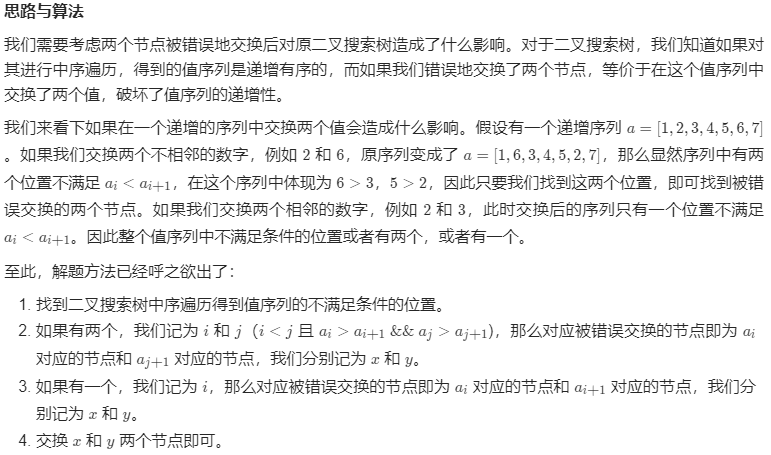 思路与算法
我们需要考虑两个节点被错误地交换后对原二叉搜索树造成了什么影响。对于二叉搜索树，我们知道如果对
其进行中序遍历，得到的值序列是递增有序的，而如果我们错误地交换了两个节点，等价于在这个值序列中
交换了两个值，破坏了值序列的递增性。
我们来看下如果在一个递增的序列中交换两个值会造成什么影响。假设有一个递增序列 a = [1, 2, 3, 4, 5, 6, 7]
。如果我们交换两个不相邻的数字，例如 2 和 6，原序列变成了 a = [1, 6, 3, 4, 5, 2, 7]，那么显然序列中有两
个位置不满足 aᵢ < aᵢ₊₁，在这个序列中体现为 6 > 3，5 > 2，因此只要我们找到这两个位置，即可找到被错
误交换的两个节点。如果我们交换两个相邻的数字，例如 2 和 3，此时交换后的序列只有一个位置不满足
aᵢ < aᵢ₊₁。因此整个值序列中不满足条件的位置或者有两个，或者有一个。
至此，解题方法已经呼之欲出了：
1. 找到二叉搜索树中序遍历得到值序列的不满足条件的位置。
2. 如果有两个，我们记为 i 和 j（i < j 且 aᵢ > aᵢ₊₁ && aⱼ > aⱼ₊₁)，那么对应被错误交换的节点即为 aᵢ
对应的节点和 aⱼ₊₁ 对应的节点，我们分别记为 x 和 y。
3. 如果有一个，我们记为 i，那么对应被错误交换的节点即为 aᵢ 对应的节点和 aᵢ₊₁ 对应的节点，我们分
别记为 x 和 y。
4. 交换 x 和 y 两个节点即可。